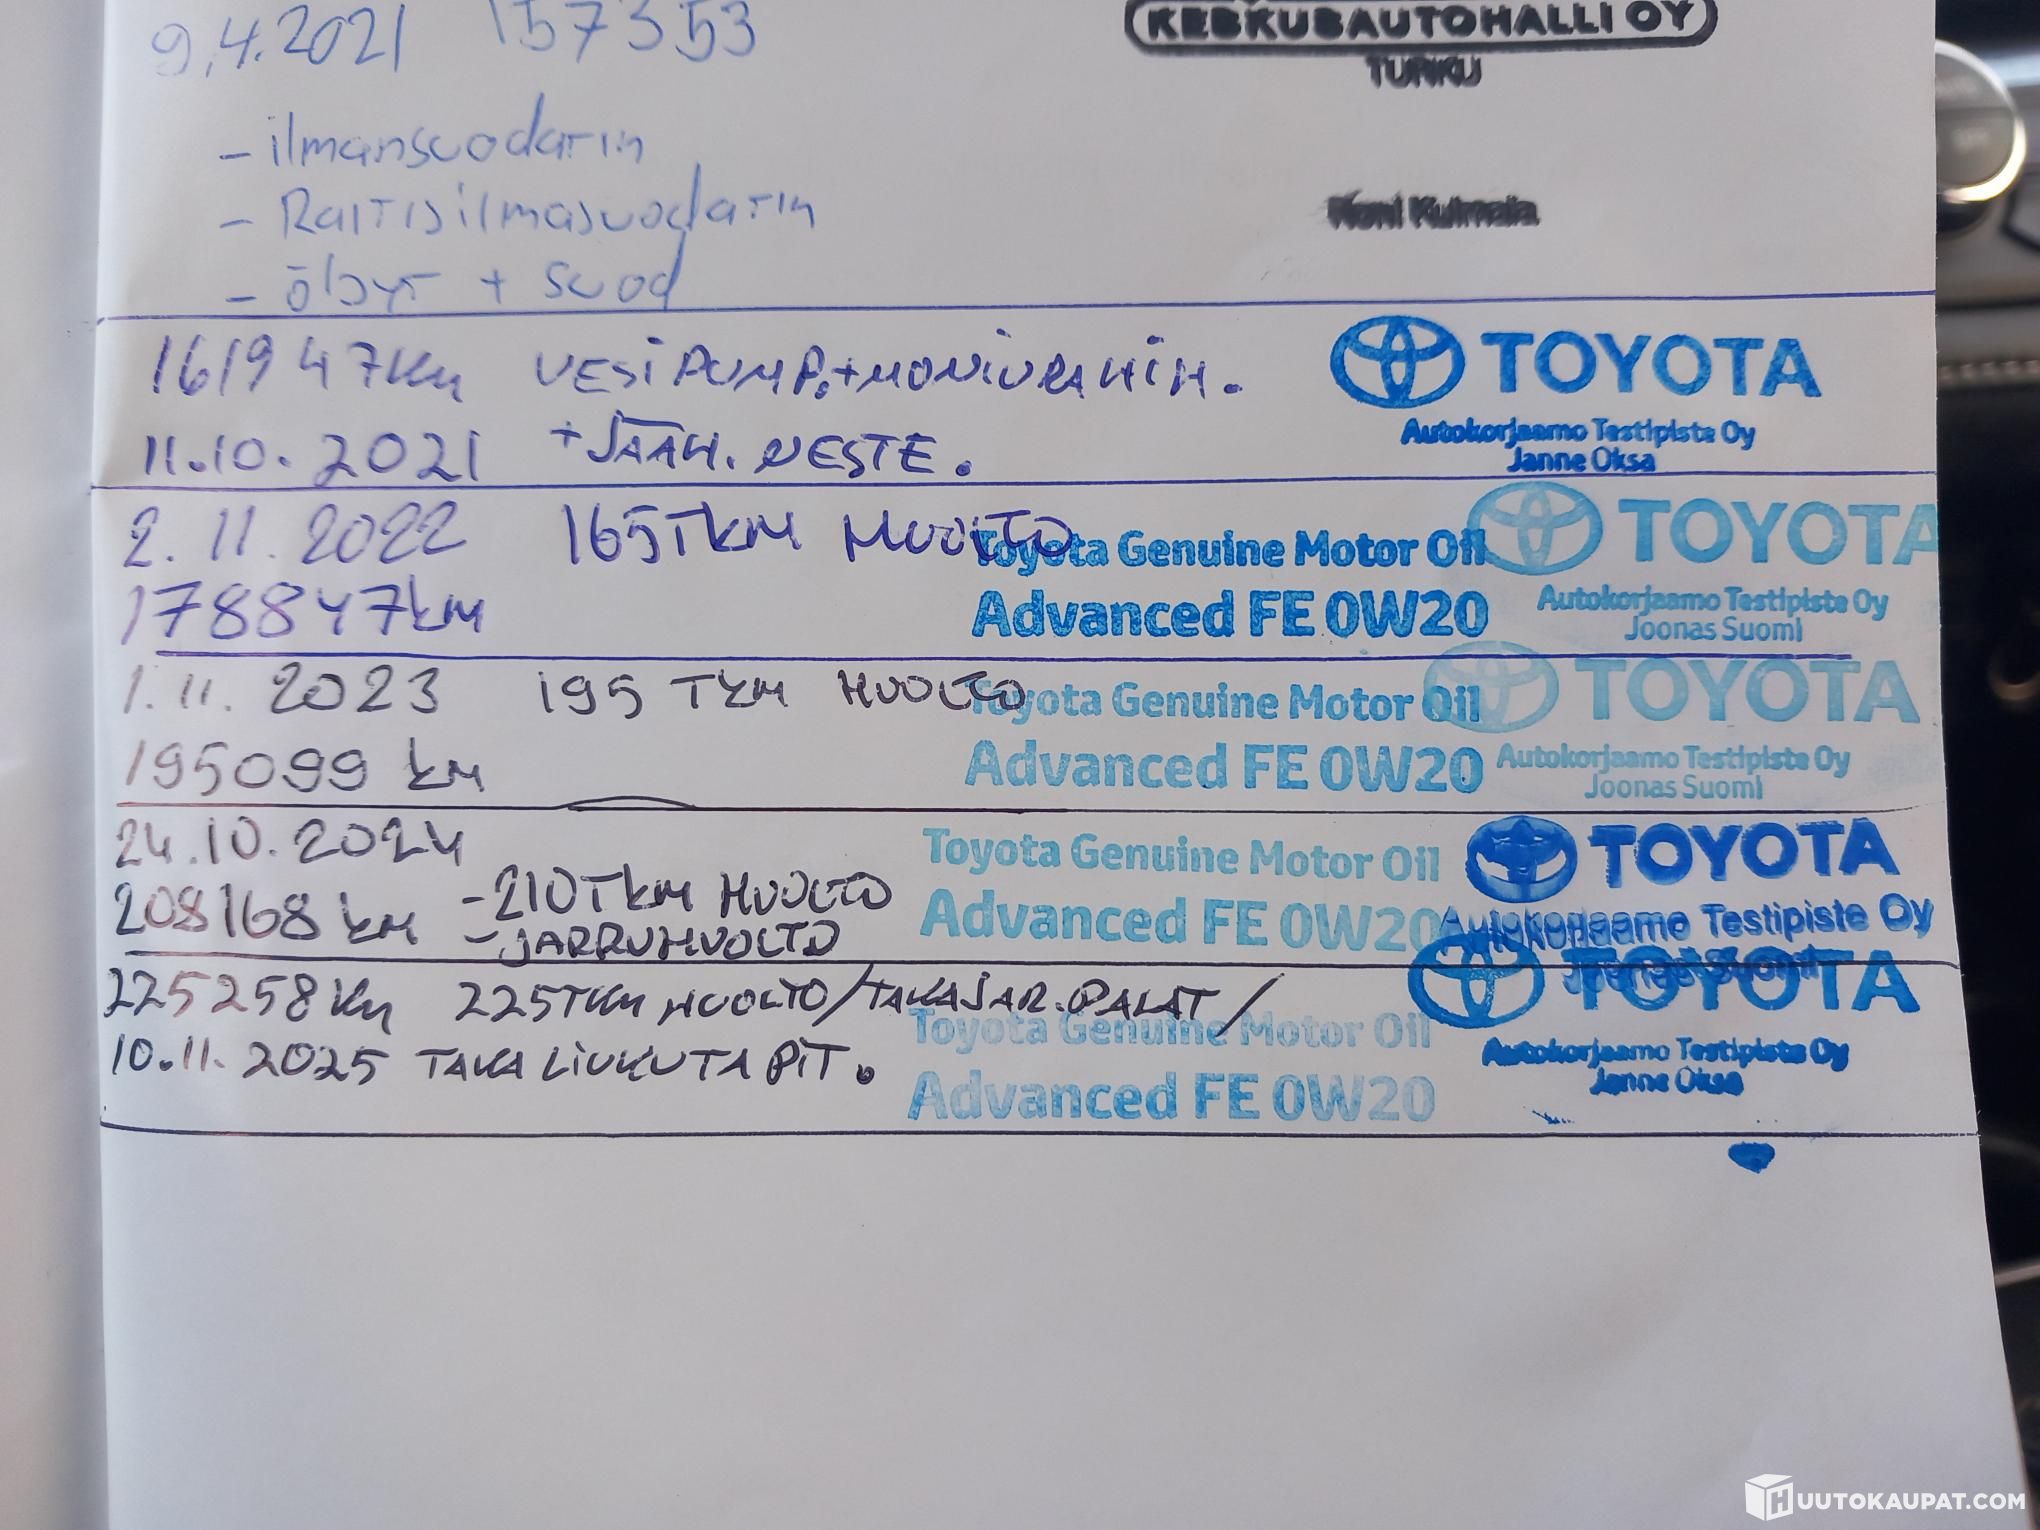 9.4.2021 157353
KESKUSAUTOHALLI OY
TURKU
- ilmansuodatin
- Raitisilmasuodatin
Kulmala
- öljyt + suod
161947km VESIPUMP.+MONIURAHIH.
11.10.2021 +JÄÄH.NESTE.
TOYOTA
Autokorjaamo Testipiste Oy
Janne Oksa
2.11.2022 165TKM HUOLTO
178847km
Toyota Genuine Motor Oil
Advanced FE 0W20
TOYOTA
Autokorjaamo Testipiste Oy
Joonas Suomi
1.11.2023 195 TKM HUOLTO
195099 km
Toyota Genuine Motor Oil
Advanced FE 0W20
TOYOTA
Autokorjaamo Testipiste Oy
Joonas Suomi
24.10.2024
208168 km -210TKM HUOLTO
-JARRUHUOLTO
Toyota Genuine Motor Oil
Advanced FE 0W20
TOYOTA
Autokorjaamo Testipiste Oy
Joonas Suomi
225258km 225TKM HUOLTO/TAKAJAR.PALAT/
10.11.2025 TAKA LIUKUTAPIT.
Toyota Genuine Motor Oil
Advanced FE 0W20
TOYOTA
Autokorjaamo Testipiste Oy
Janne Oksa
HUUTOKAUPAT.COM